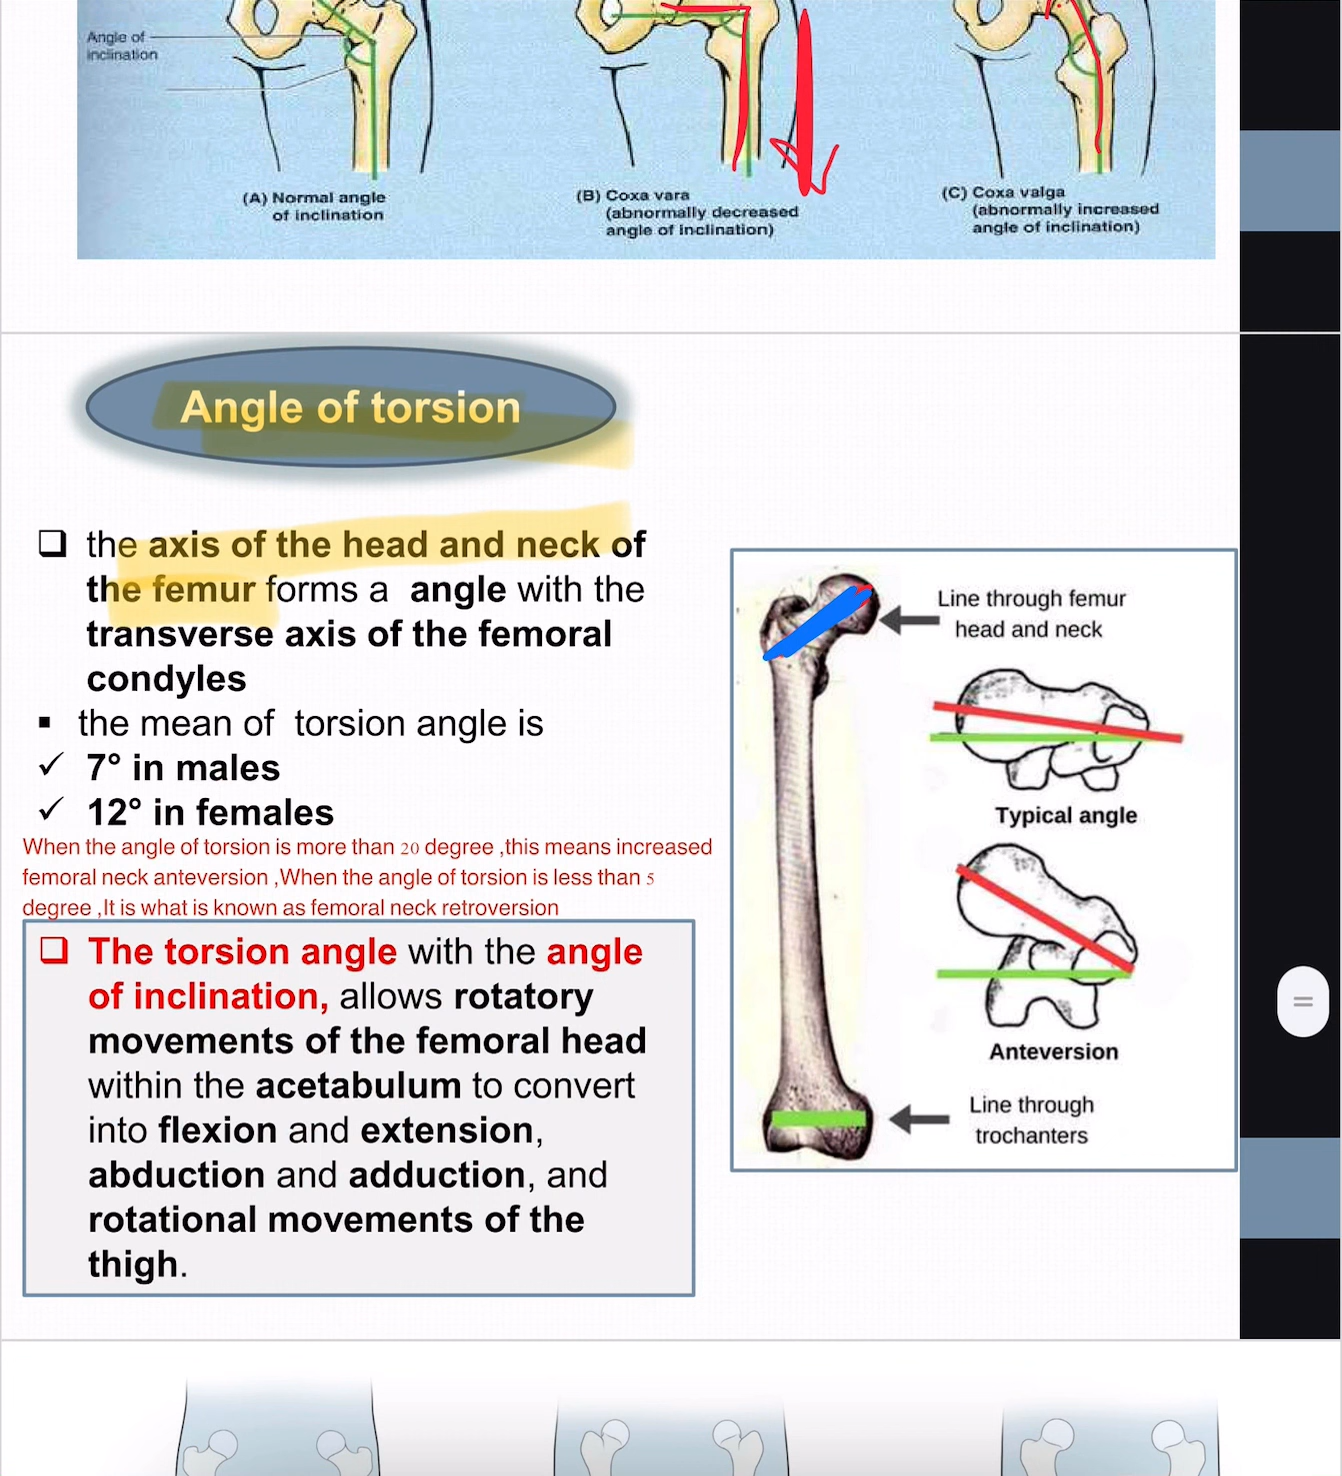 Angle of
inclination
(A) Normal angle
of inclination
(B) Coxa vara
(abnormally decreased
angle of inclination)
(C) Coxa valga
(abnormally increased
angle of inclination)
Angle of torsion
the axis of the head and neck of
the femur forms a angle with the
transverse axis of the femoral
condyles
the mean of torsion angle is
7° in males
12° in females
When the angle of torsion is more than 20 degree ,this means increased
femoral neck anteversion ,When the angle of torsion is less than 5
degree ,It is what is known as femoral neck retroversion
The torsion angle with the angle
of inclination, allows rotatory
movements of the femoral head
within the acetabulum to convert
into flexion and extension,
abduction and adduction, and
rotational movements of the
thigh.
Line through femur
head and neck
Typical angle
Anteversion
Line through
trochanters